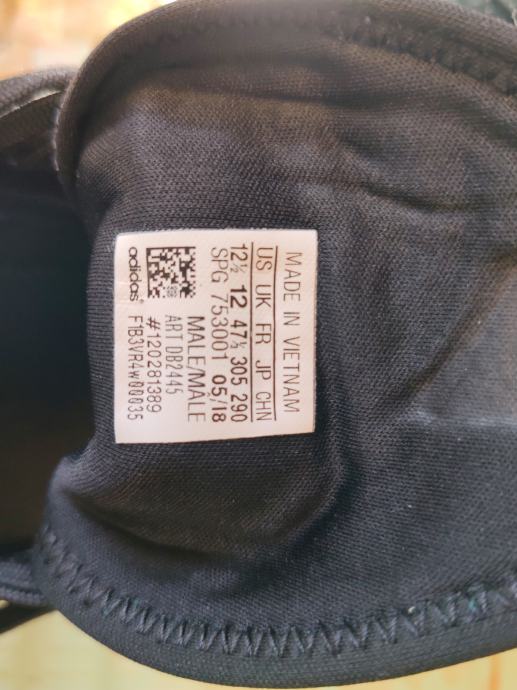 MADE IN VIETNAM
US UK FR JP CHN
12½ 12 47⅓ 305 290
SPG 753001 05/18
MALE/MÂLE
ART DB2445
#120281389
adidas® F1B3VR4W00035